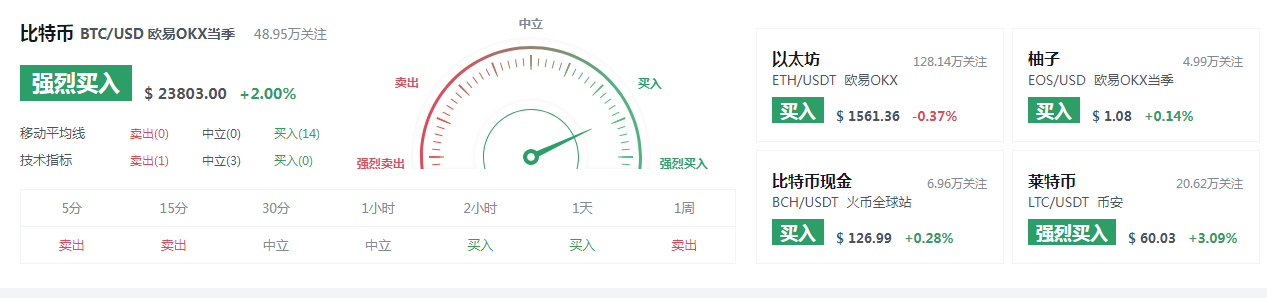 比特币 BTC/USD 欧易OKX当季 48.95万关注
强烈买入 $ 23803.00 +2.00%
移动平均线 卖出(0) 中立(0) 买入(14)
技术指标 卖出(1) 中立(3) 买入(0)
中立
卖出 买入
强烈卖出 强烈买入
5分 15分 30分 1小时 2小时 1天 1周
卖出 卖出 中立 中立 买入 买入 卖出
以太坊 128.14万关注
ETH/USDT 欧易OKX
买入 $ 1561.36 -0.37%
柚子 4.99万关注
EOS/USD 欧易OKX当季
买入 $ 1.08 +0.14%
比特币现金 6.96万关注
BCH/USDT 火币全球站
买入 $ 126.99 +0.28%
莱特币 20.62万关注
LTC/USDT 币安
强烈买入 $ 60.03 +3.09%